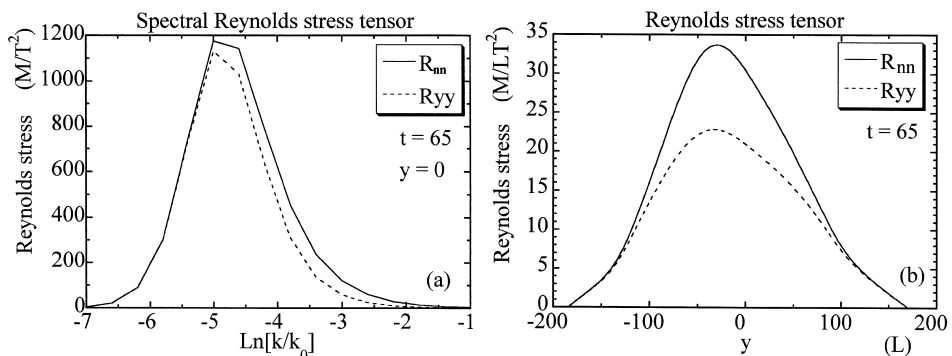 Spectral Reynolds stress tensor
Reynolds stress (M/T²)
1200
1000
800
600
400
200
0
-7 -6 -5 -4 -3 -2 -1
Ln[k/k₀]
Rₙₙ
Ryy
t = 65
y = 0
(a)
Reynolds stress tensor
Reynolds stress (M/LT²)
35
30
25
20
15
10
5
0
-200 -100 0 100 200
y (L)
Rₙₙ
Ryy
t = 65
(b)